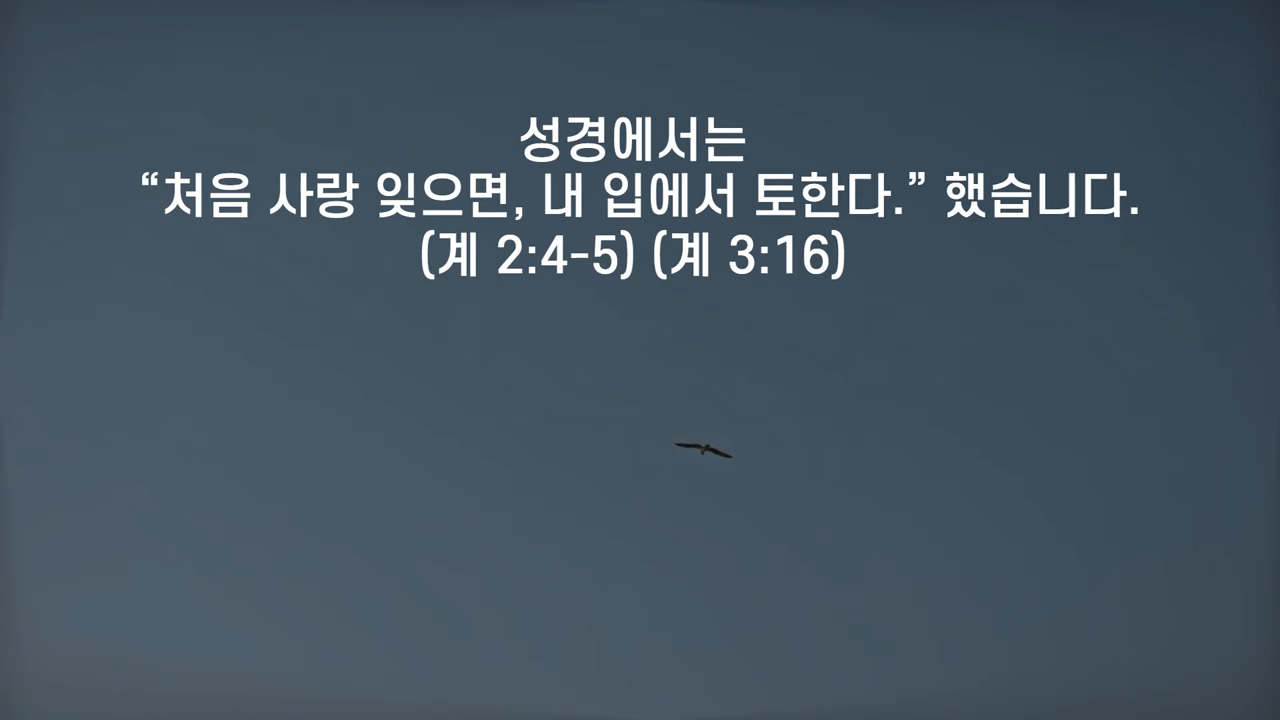 성경에서는
“처음 사랑 잊으면, 내 입에서 토한다.” 했습니다.
(계 2:4-5) (계 3:16)